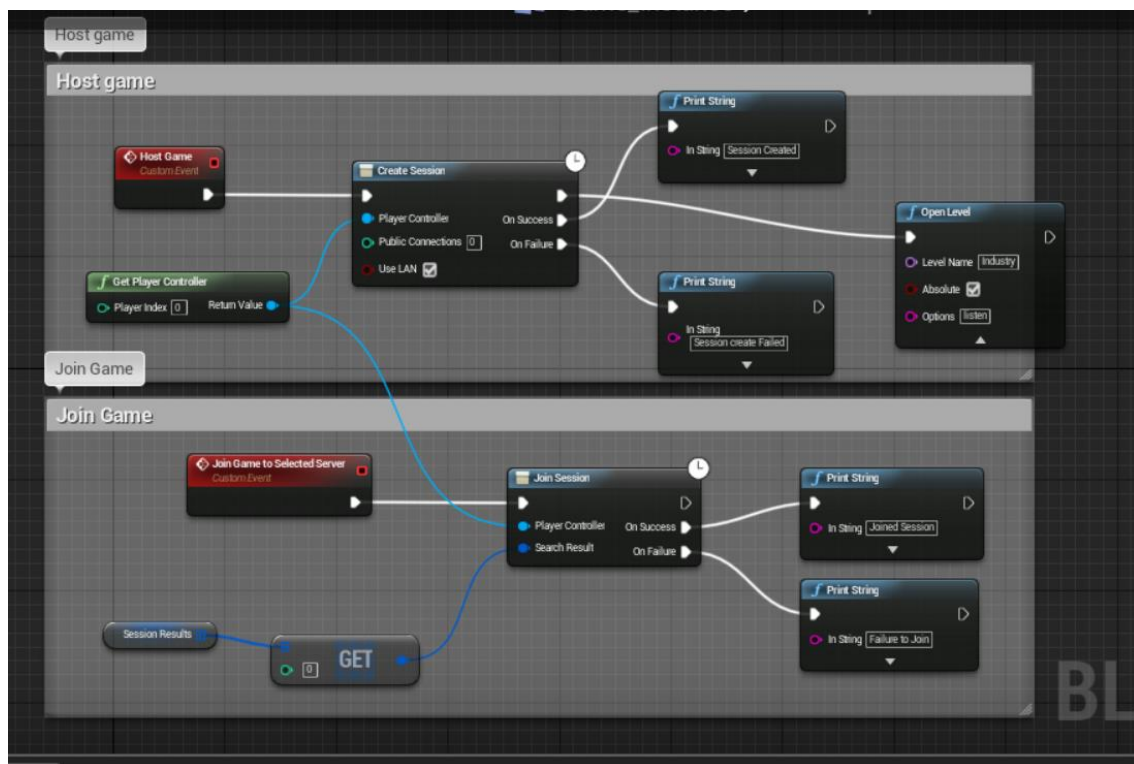 Host game
Host game
Print String
In String Session Created
Host Game
Custom Event
Create Session
Player Controller On Success
Public Connections 0 On Failure
Use LAN
Open Level
Level Name Industry
Absolute
Options listen
Get Player Controller
Player Index 0 Return Value
Print String
In String
Session create Failed
Join Game
Join Game
Join Game to Selected Server
Custom Event
Join Session
Player Controller On Success
Search Result On Failure
Print String
In String Joined Session
Print String
In String Failure to Join
Session Results
0 GET
BL